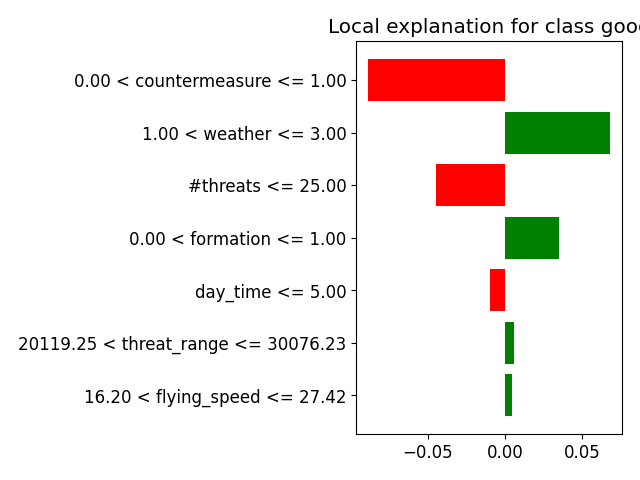 Local explanation for class good
0.00 < countermeasure <= 1.00
1.00 < weather <= 3.00
#threats <= 25.00
0.00 < formation <= 1.00
day_time <= 5.00
20119.25 < threat_range <= 30076.23
16.20 < flying_speed <= 27.42
−0.05 0.00 0.05